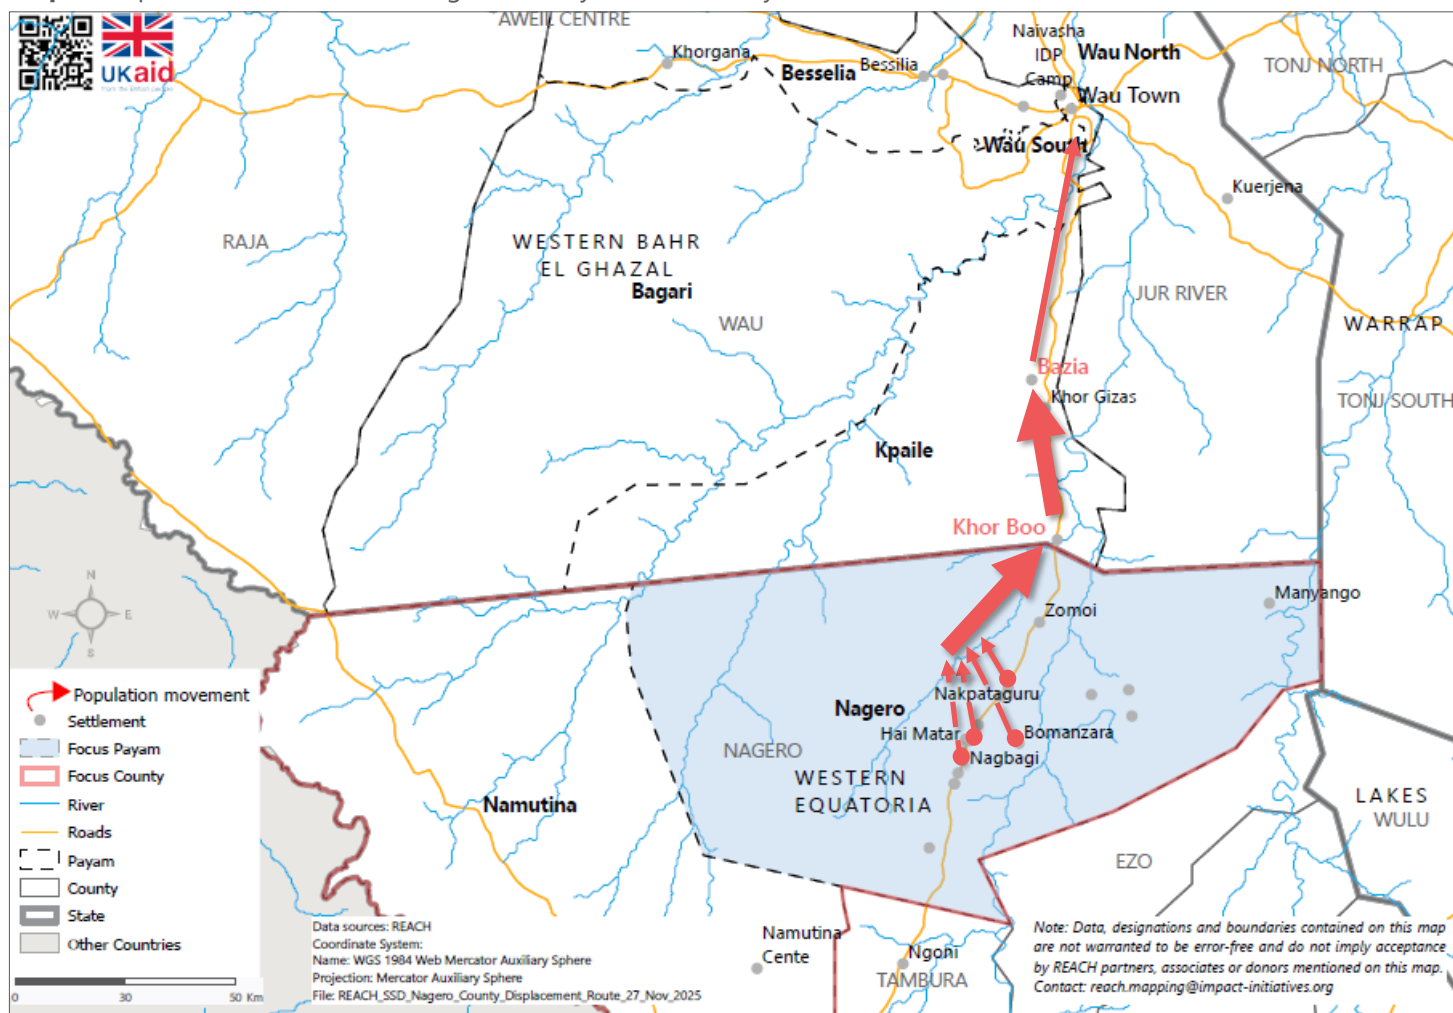 AWEIL CENTRE
UKaid
from the British people
Khorgana
Besselia
Bessilia
Naivasha
IDP
Camp
Wau North
Wau Town
TONJ NORTH
Wau South
Kuerjena
RAJA
WESTERN BAHR
EL GHAZAL
Bagari
WAU
JUR RIVER
WARRAP
Bazia
Khor Gizas
TONJ SOUTH
Kpaile
Khor Boo
Manyango
Zomoi
N
W
E
S
Nakpataguru
Nagero
Hai Matar
Bomanzara
NAGERO
Nagbagi
WESTERN
EQUATORIA
Namutina
LAKES
WULU
EZO
Namutina
Cente
Ngoni
TAMBURA
Population movement
Settlement
Focus Payam
Focus County
River
Roads
Payam
County
State
Other Countries
0 30 50 Km
Data sources: REACH
Coordinate System:
Name: WGS 1984 Web Mercator Auxiliary Sphere
Projection: Mercator Auxiliary Sphere
File: REACH_SSD_Nagero_County_Displacement_Route_27_Nov_2025
Note: Data, designations and boundaries contained on this map
are not warranted to be error-free and do not imply acceptance
by REACH partners, associates or donors mentioned on this map.
Contact: reach.mapping@impact-initiatives.org